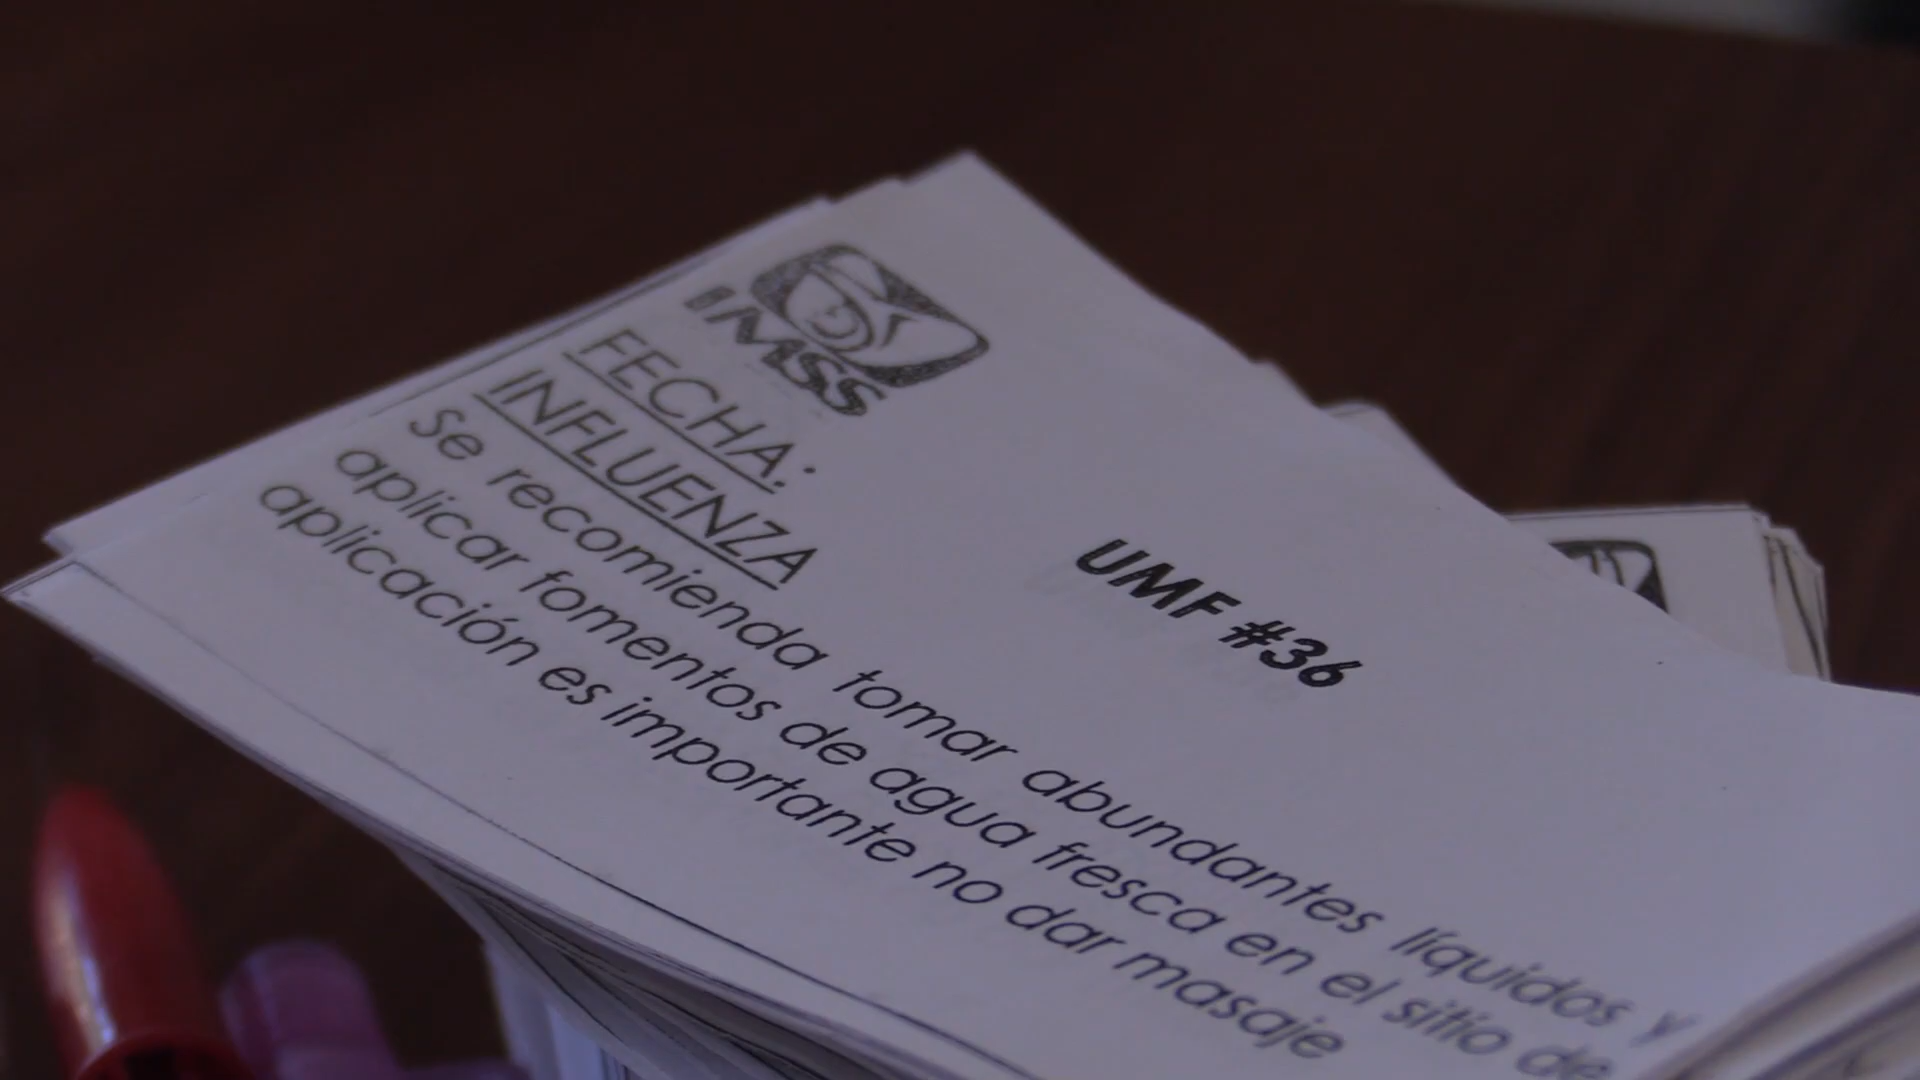 IMSS
UMF #36
FECHA:
INFLUENZA
Se recomienda tomar abundantes líquidos y
aplicar fomentos de agua fresca en el sitio de
aplicación es importante no dar masaje